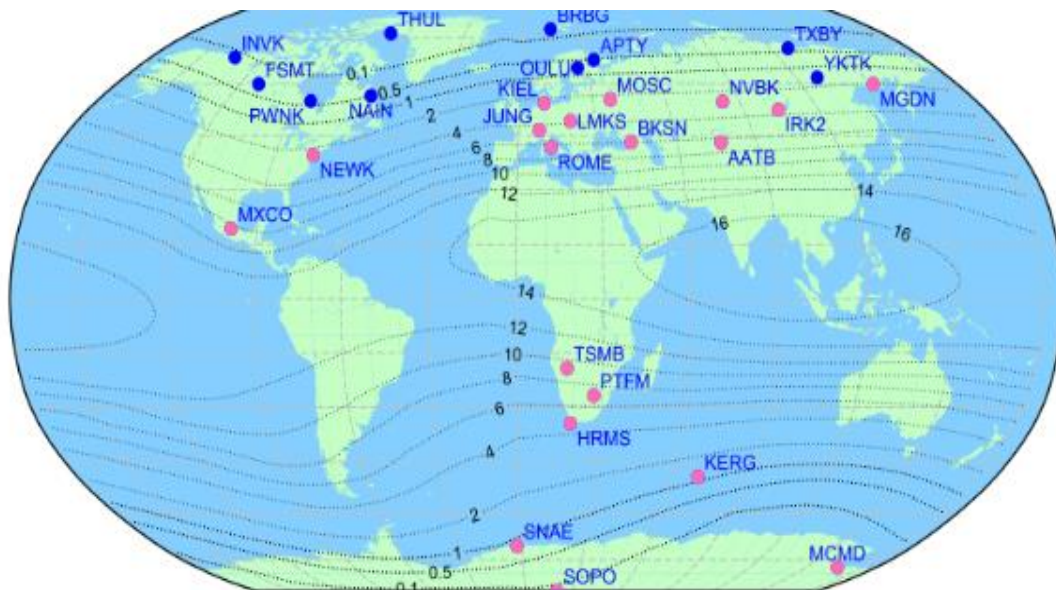 THUL
BRBG
TXBY
INVK
APTY
FSMT
OULU
YKTK
0.1
0.5
1
NAIN
PWNK
KIEL
MOSC
NVBK
MGDN
2
JUNG
LMKS
BKSN
IRK2
4
6
8
NEWK
ROME
AATB
10
12
14
MXCO
16
16
14
12
10
TSMB
8
PTFM
6
HRMS
4
KERG
2
SNAE
1
0.5
MCMD
SOPO
0.1